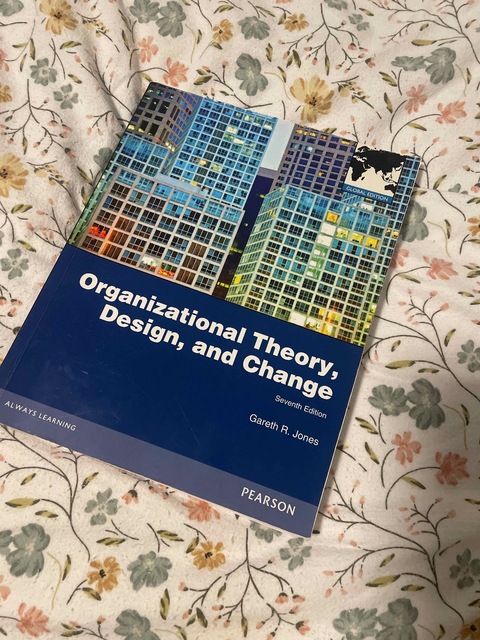 GLOBAL EDITION
Organizational Theory,
Design, and Change
Seventh Edition
Gareth R. Jones
ALWAYS LEARNING
PEARSON